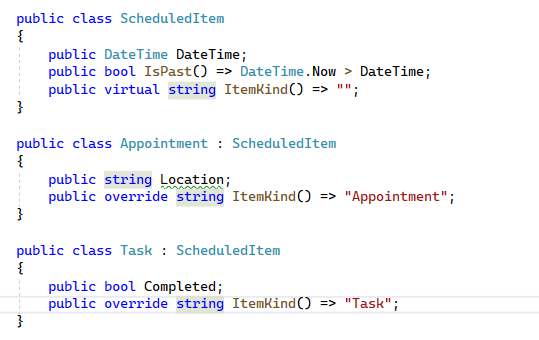 public class ScheduledItem
{
    public DateTime DateTime;
    public bool IsPast() => DateTime.Now > DateTime;
    public virtual string ItemKind() => "";
}

public class Appointment : ScheduledItem
{
    public string Location;
    public override string ItemKind() => "Appointment";
}

public class Task : ScheduledItem
{
    public bool Completed;
    public override string ItemKind() => "Task";
}